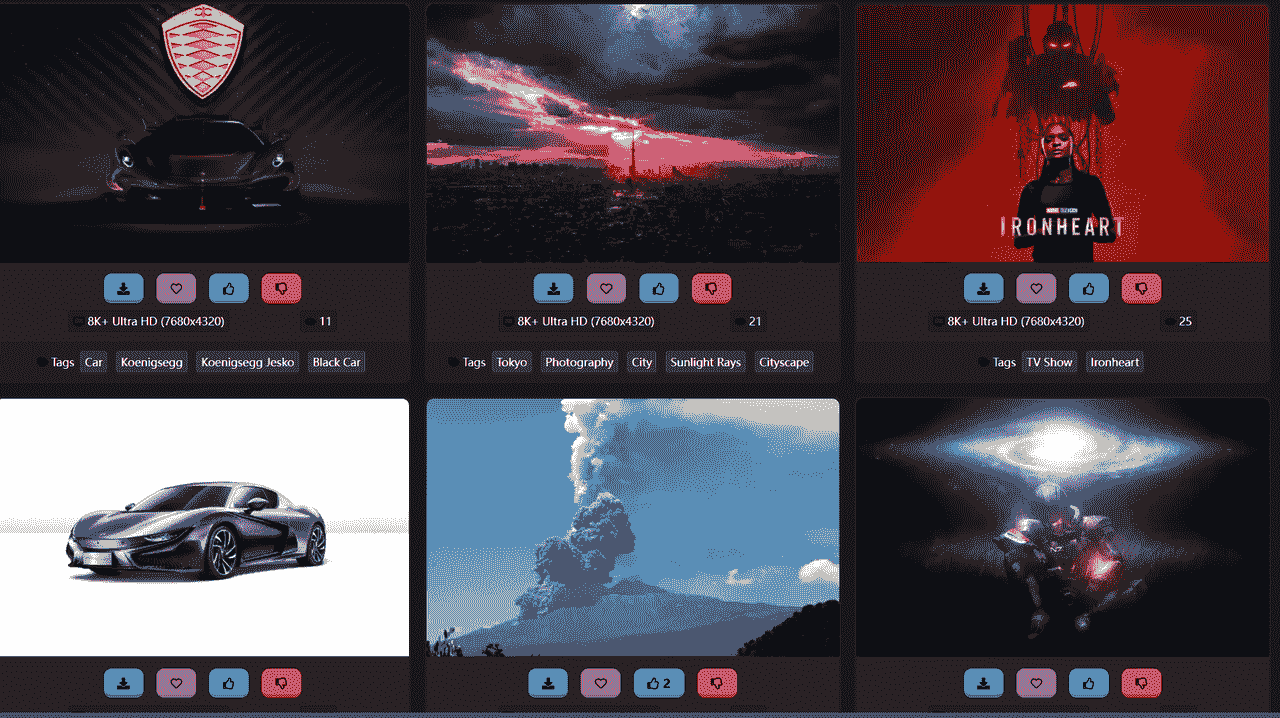 IRONHEART
8K+ Ultra HD (7680x4320) 11
8K+ Ultra HD (7680x4320) 21
8K+ Ultra HD (7680x4320) 25
Tags Car Koenigsegg Koenigsegg Jesko Black Car
Tags Tokyo Photography City Sunlight Rays Cityscape
Tags TV Show Ironheart
2